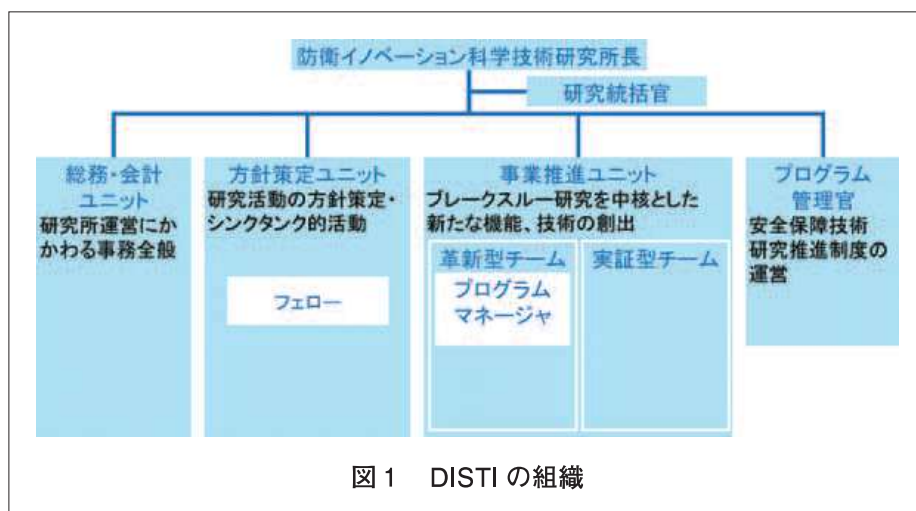 防衛イノベーション科学技術研究所長
研究統括官
総務・会計
ユニット
研究所運営にか
かわる事務全般
方針策定ユニット
研究活動の方針策定・
シンクタンク的活動
フェロー
事業推進ユニット
ブレークスルー研究を中核とした
新たな機能、技術の創出
革新型チーム
プログラム
マネージャ
実証型チーム
プログラム
管理官
安全保障技術
研究推進制度の
運営
図1 DISTIの組織